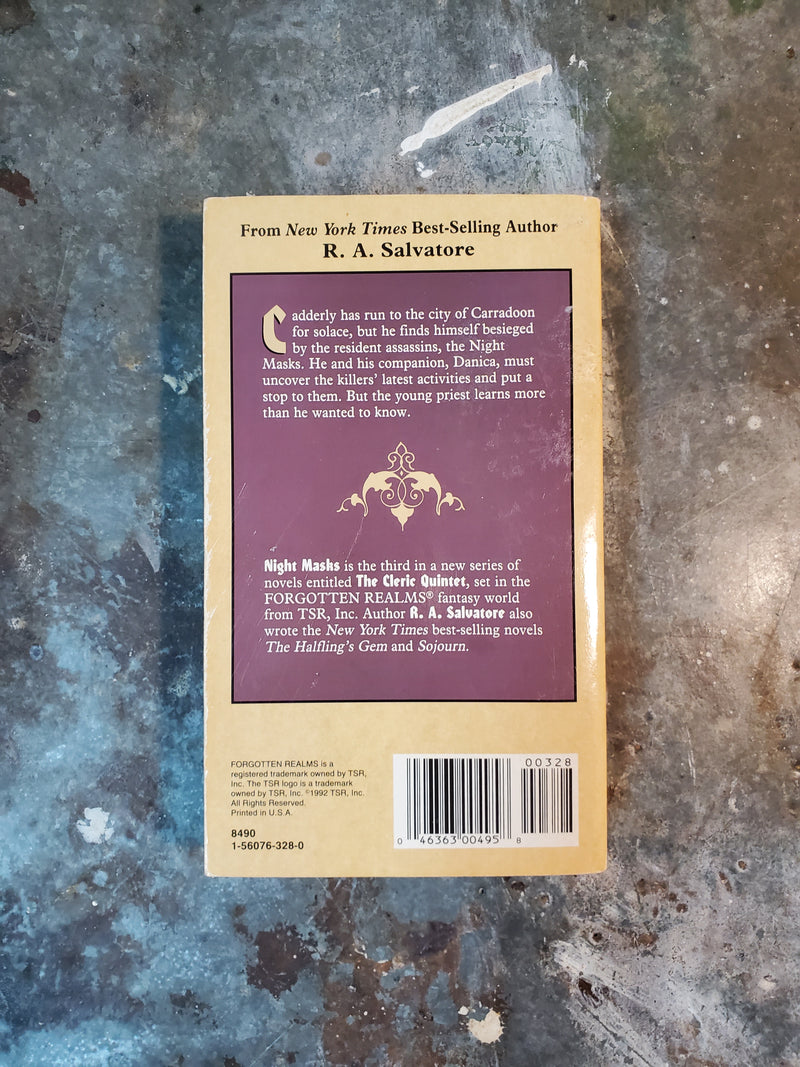 From New York Times Best-Selling Author
R. A. Salvatore
Cadderly has run to the city of Carradoon
for solace, but he finds himself besieged
by the resident assassins, the Night
Masks. He and his companion, Danica, must
uncover the killers' latest activities and put a
stop to them. But the young priest learns more
than he wanted to know.
Night Masks is the third in a new series of
novels entitled The Cleric Quintet, set in the
FORGOTTEN REALMS® fantasy world
from TSR, Inc. Author R. A. Salvatore also
wrote the New York Times best-selling novels
The Halfling's Gem and Sojourn.
FORGOTTEN REALMS is a
registered trademark owned by TSR,
Inc. The TSR logo is a trademark
owned by TSR, Inc. ©1992 TSR, Inc.
All Rights Reserved.
Printed in U.S.A.
8490
1-56076-328-0
00328
0 46363 00495 8